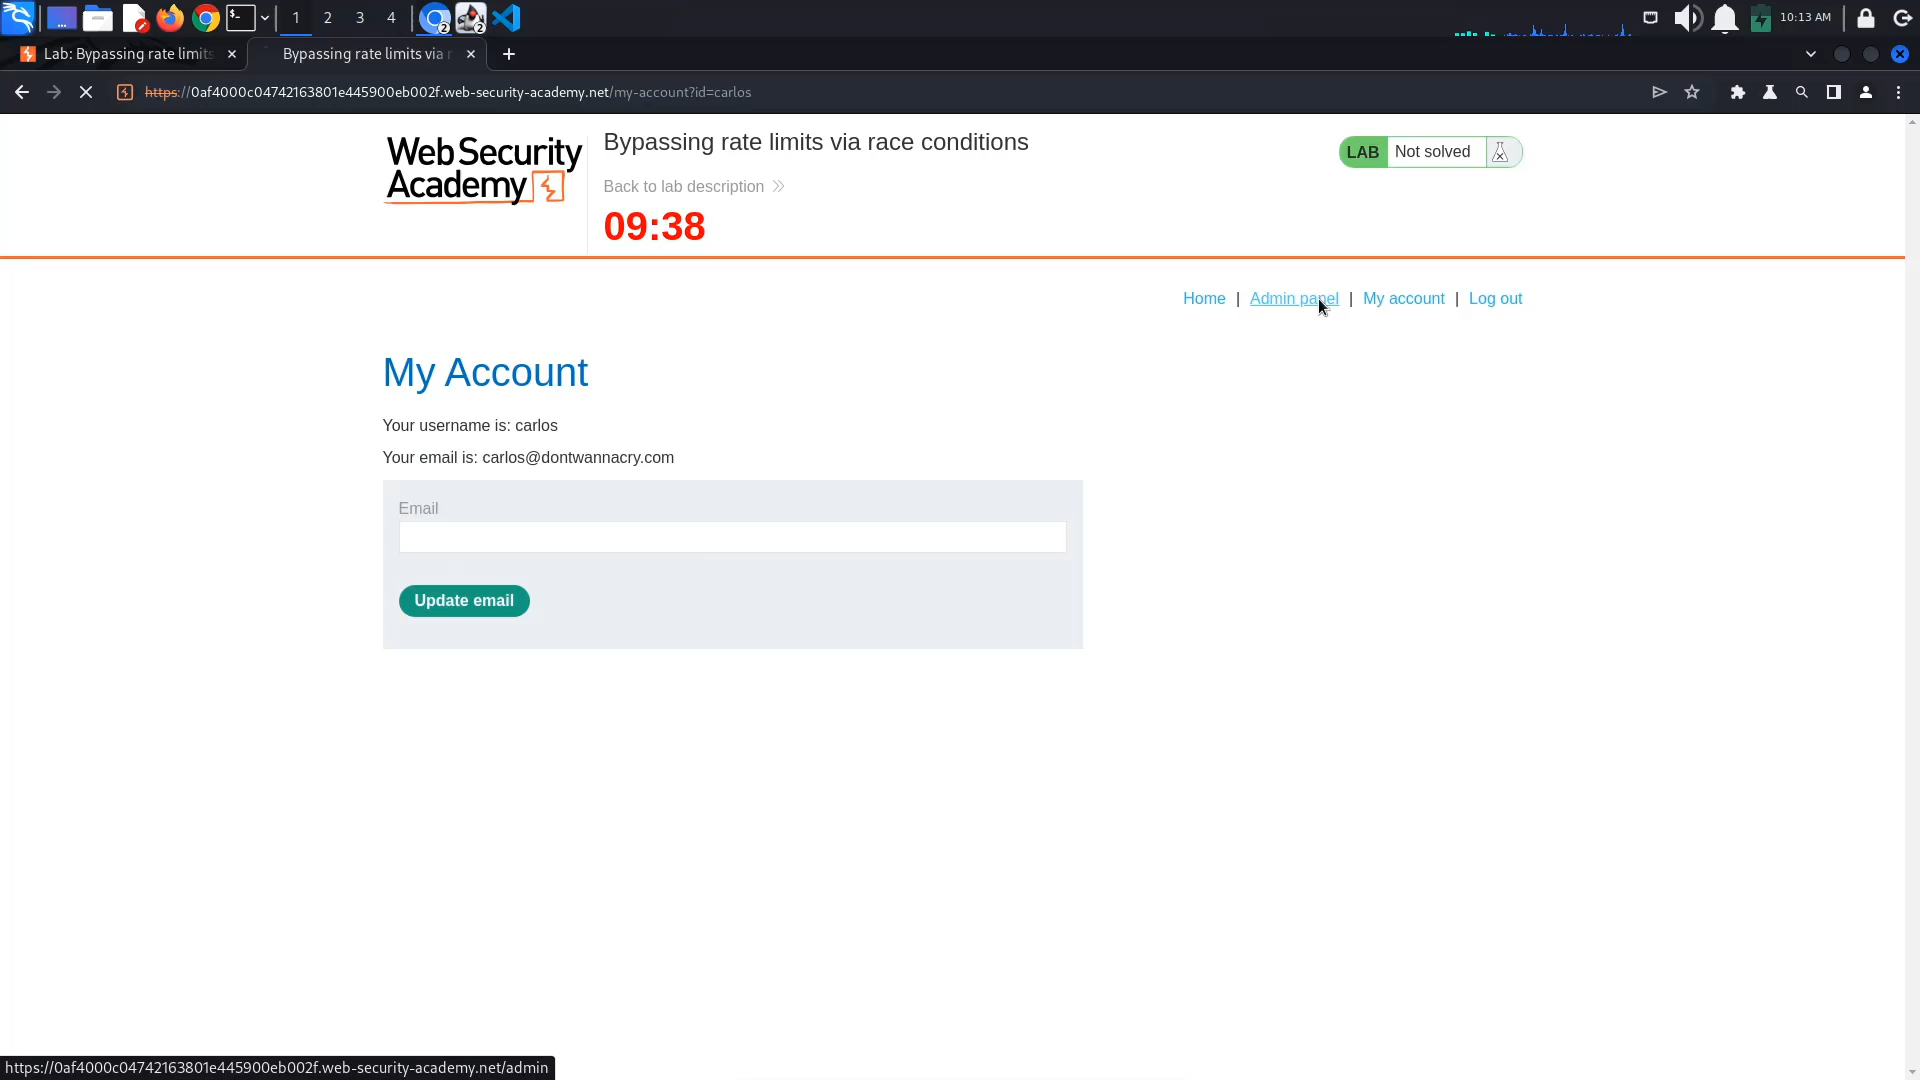 1 2 3 4 10:13 AM
Lab: Bypassing rate limits
Bypassing rate limits via r
https://0af4000c04742163801e445900eb002f.web-security-academy.net/my-account?id=carlos
WebSecurity
Academy
Bypassing rate limits via race conditions
Back to lab description
09:38
LAB Not solved
Home | Admin panel | My account | Log out
My Account
Your username is: carlos
Your email is: carlos@dontwannacry.com
Email
Update email
https://0af4000c04742163801e445900eb002f.web-security-academy.net/admin